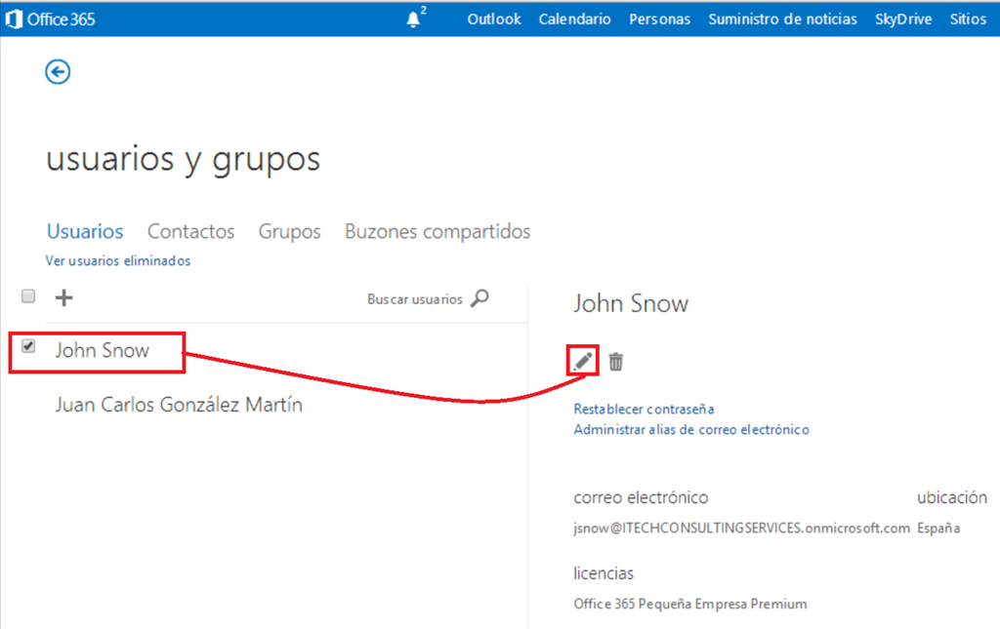 Office 365
2
Outlook Calendario Personas Suministro de noticias SkyDrive Sitios
usuarios y grupos
Usuarios Contactos Grupos Buzones compartidos
Ver usuarios eliminados
Buscar usuarios
John Snow
Juan Carlos González Martín
John Snow
Restablecer contraseña
Administrar alias de correo electrónico
correo electrónico ubicación
jsnow@ITECHCONSULTINGSERVICES.onmicrosoft.com España
licencias
Office 365 Pequeña Empresa Premium